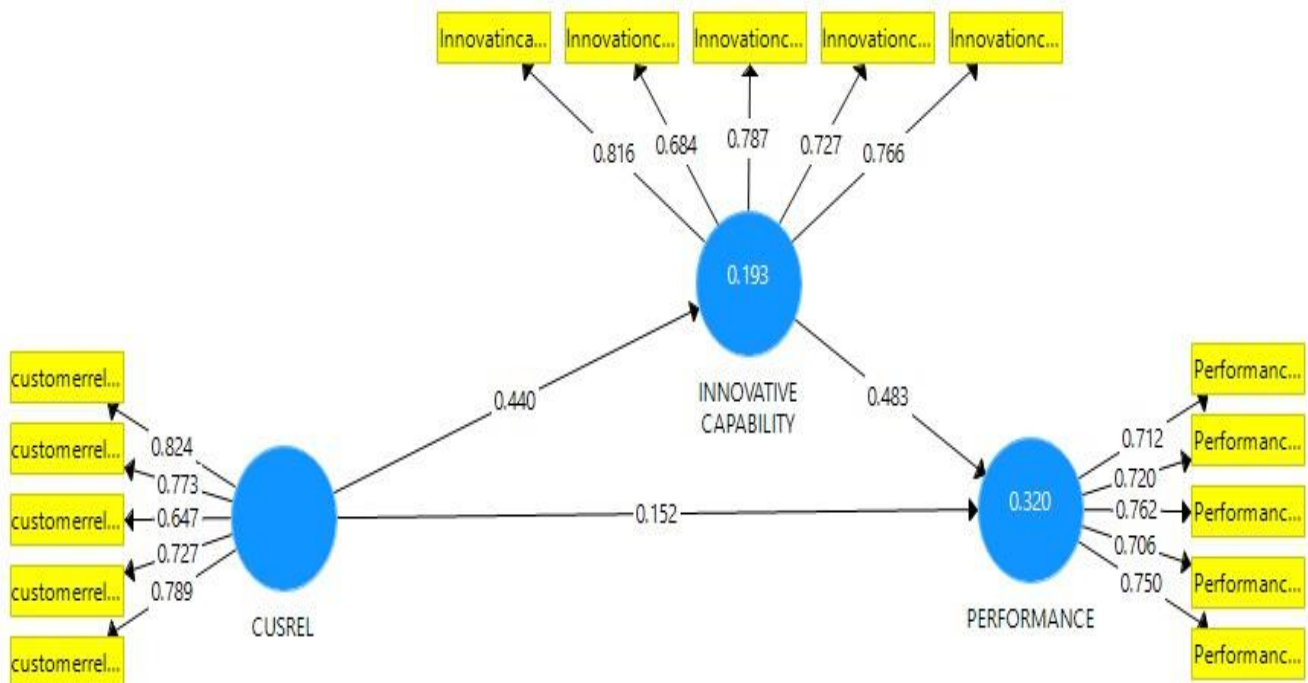 Innovatinca... Innovationc... Innovationc... Innovationc... Innovationc...
0.816 0.684 0.787 0.727 0.766
0.193
INNOVATIVE
CAPABILITY
0.440
0.483
0.152
customerrel...
customerrel...
customerrel...
customerrel...
customerrel...
0.824
0.773
0.647
0.727
0.789
CUSREL
0.320
PERFORMANCE
0.712
0.720
0.762
0.706
0.750
Performanc...
Performanc...
Performanc...
Performanc...
Performanc...